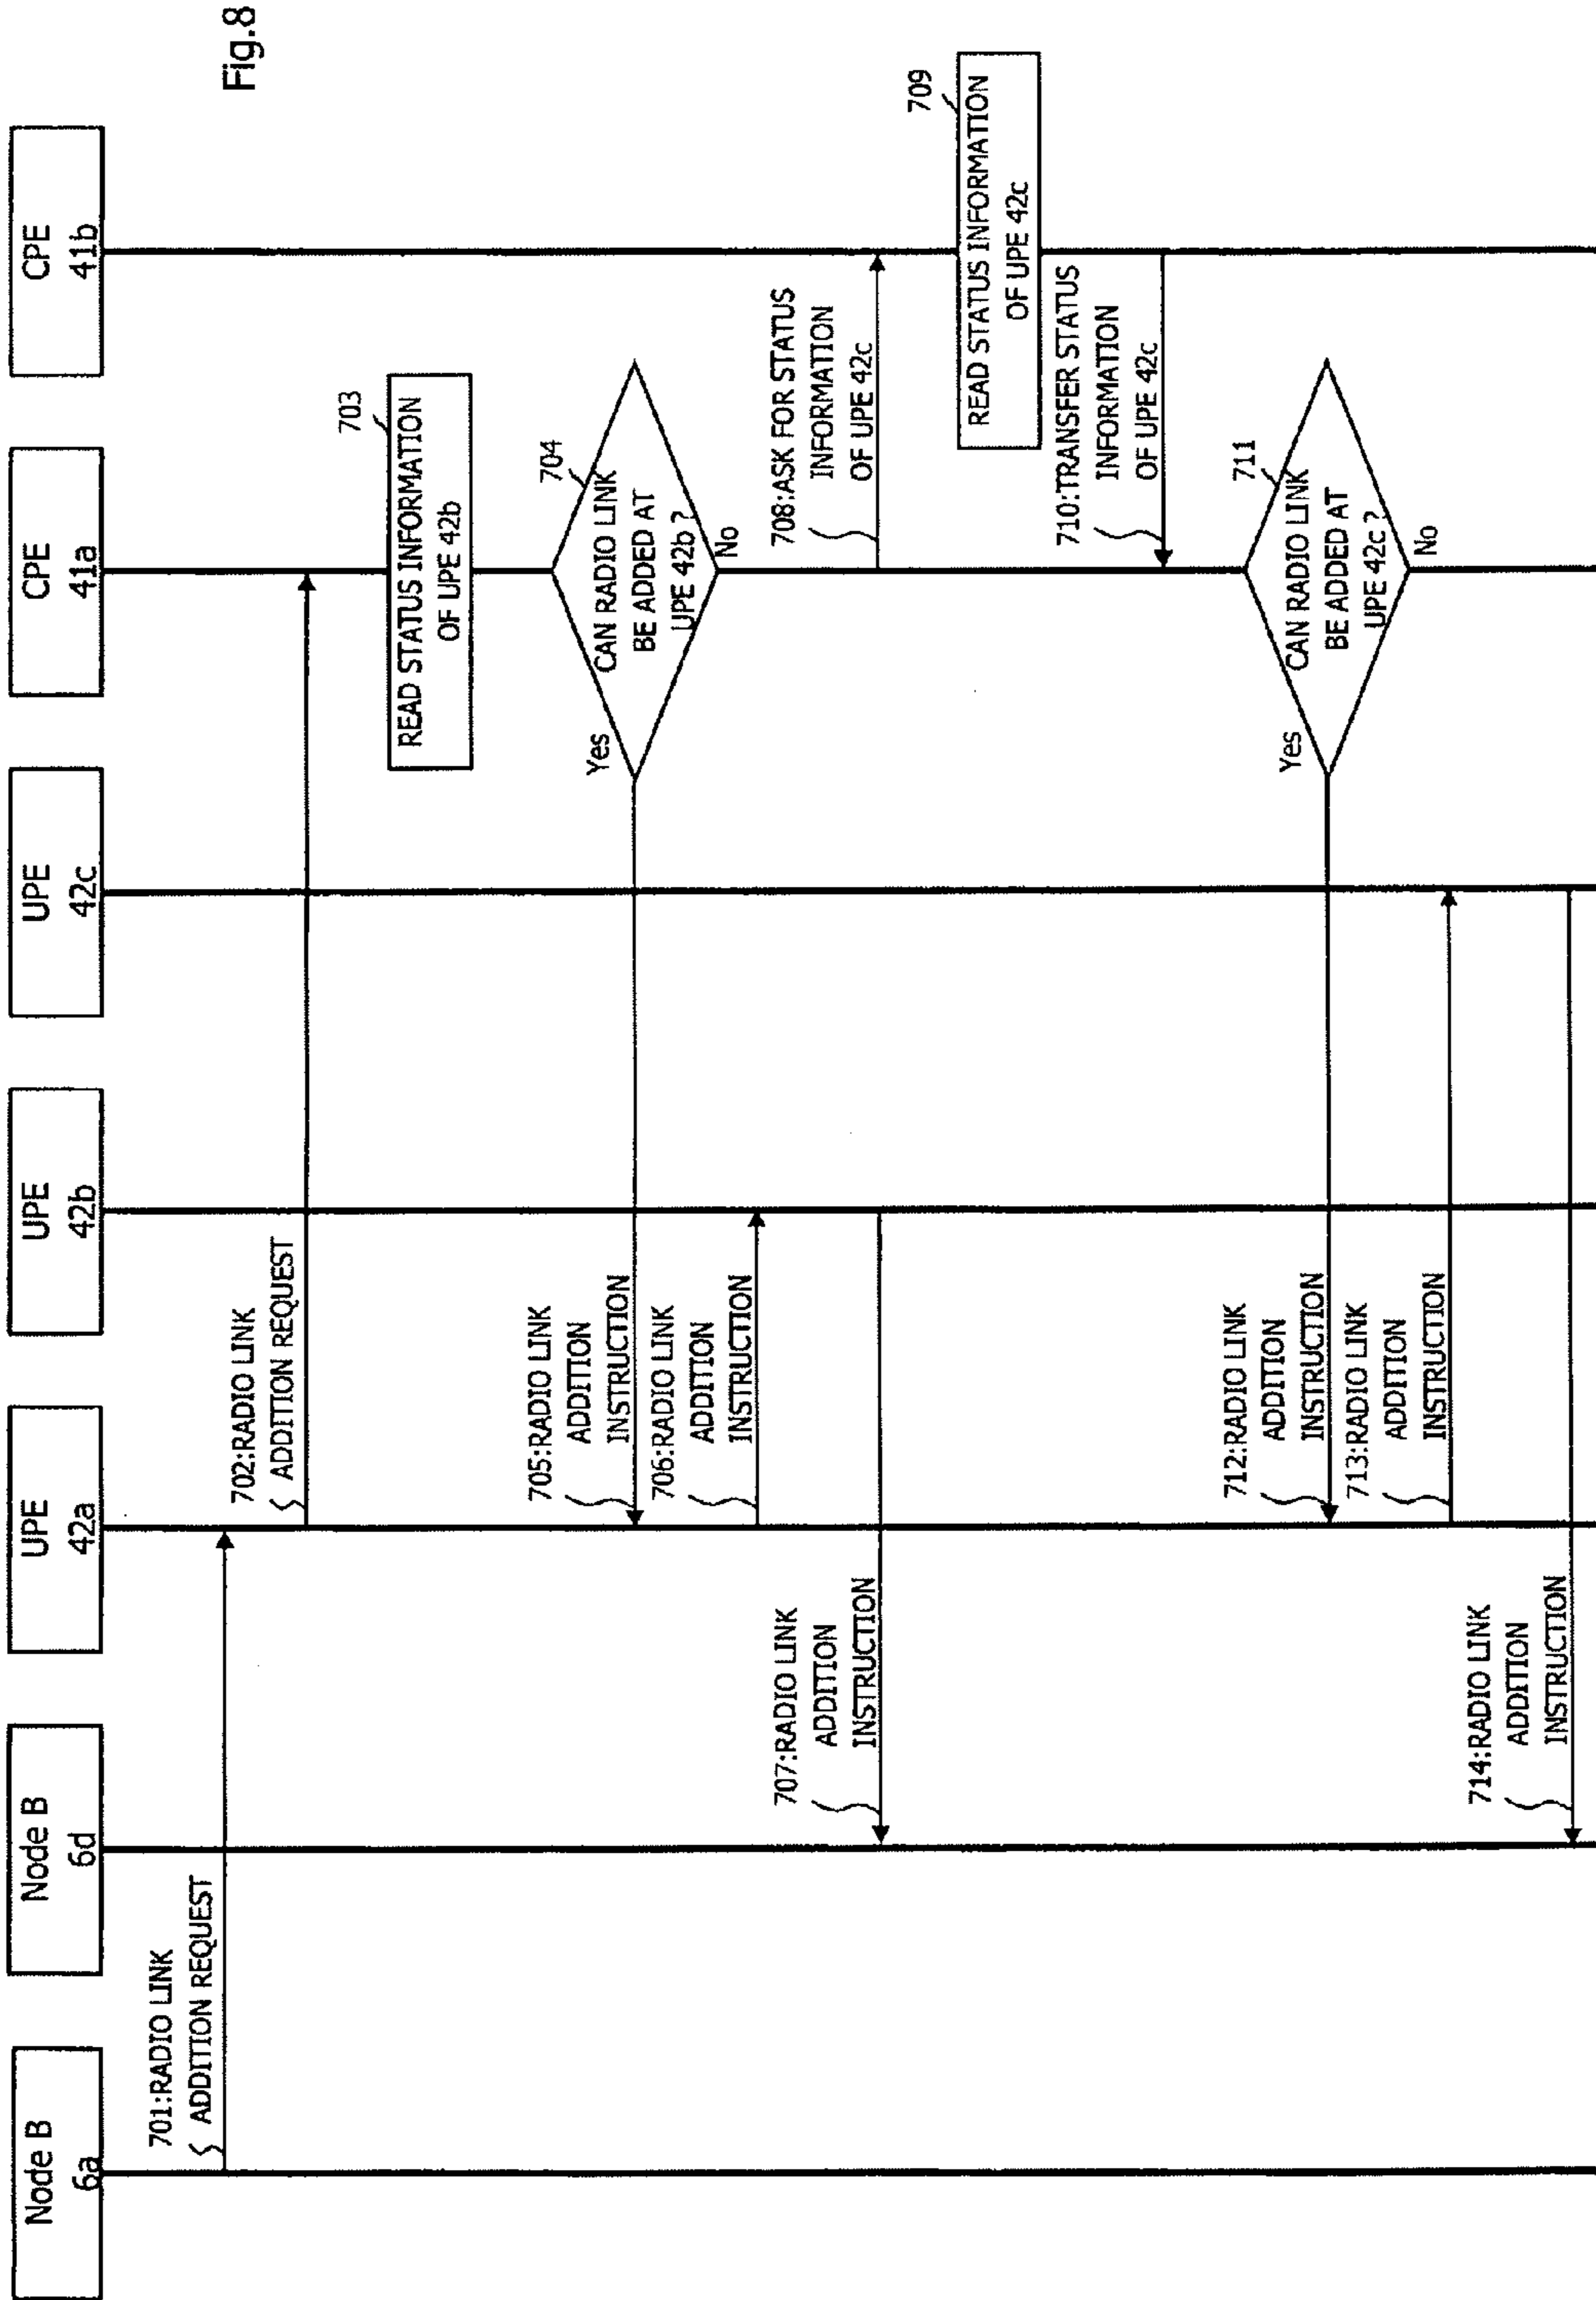 Fig.8
Node B
6a
Node B
6d
UPE
42a
UPE
42b
UPE
42c
CPE
41a
CPE
41b
701:RADIO LINK
ADDITION REQUEST
702:RADIO LINK
ADDITION REQUEST
703
READ STATUS INFORMATION
OF UPE 42b
704
CAN RADIO LINK
BE ADDED AT
UPE 42b ?
Yes
No
705:RADIO LINK
ADDITION
INSTRUCTION
706:RADIO LINK
ADDITION
INSTRUCTION
707:RADIO LINK
ADDITION
INSTRUCTION
708:ASK FOR STATUS
INFORMATION
OF UPE 42c
709
READ STATUS INFORMATION
OF UPE 42c
710:TRANSFER STATUS
INFORMATION
OF UPE 42c
711
CAN RADIO LINK
BE ADDED AT
UPE 42c ?
Yes
No
712:RADIO LINK
ADDITION
INSTRUCTION
713:RADIO LINK
ADDITION
INSTRUCTION
714:RADIO LINK
ADDITION
INSTRUCTION